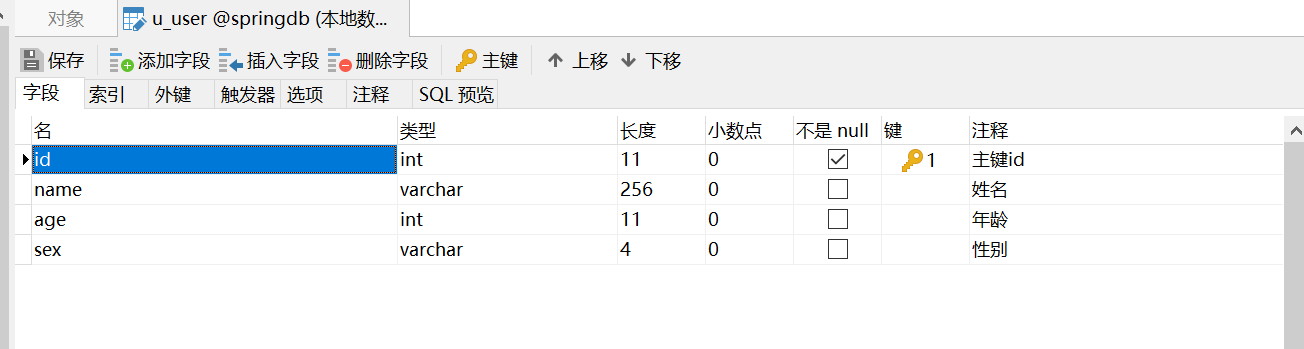 对象 u_user @springdb (本地数...
保存 添加字段 插入字段 删除字段 主键 上移 下移
字段 索引 外键 触发器 选项 注释 SQL 预览
名 类型 长度 小数点 不是 null 键 注释
id int 11 0 1 主键id
name varchar 256 0 姓名
age int 11 0 年龄
sex varchar 4 0 性别